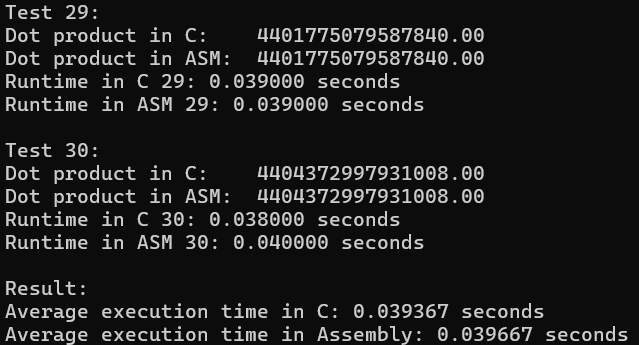 Test 29:
Dot product in C:    4401775079587840.00
Dot product in ASM:  4401775079587840.00
Runtime in C 29: 0.039000 seconds
Runtime in ASM 29: 0.039000 seconds

Test 30:
Dot product in C:    4404372997931008.00
Dot product in ASM:  4404372997931008.00
Runtime in C 30: 0.038000 seconds
Runtime in ASM 30: 0.040000 seconds

Result:
Average execution time in C: 0.039367 seconds
Average execution time in Assembly: 0.039667 seconds